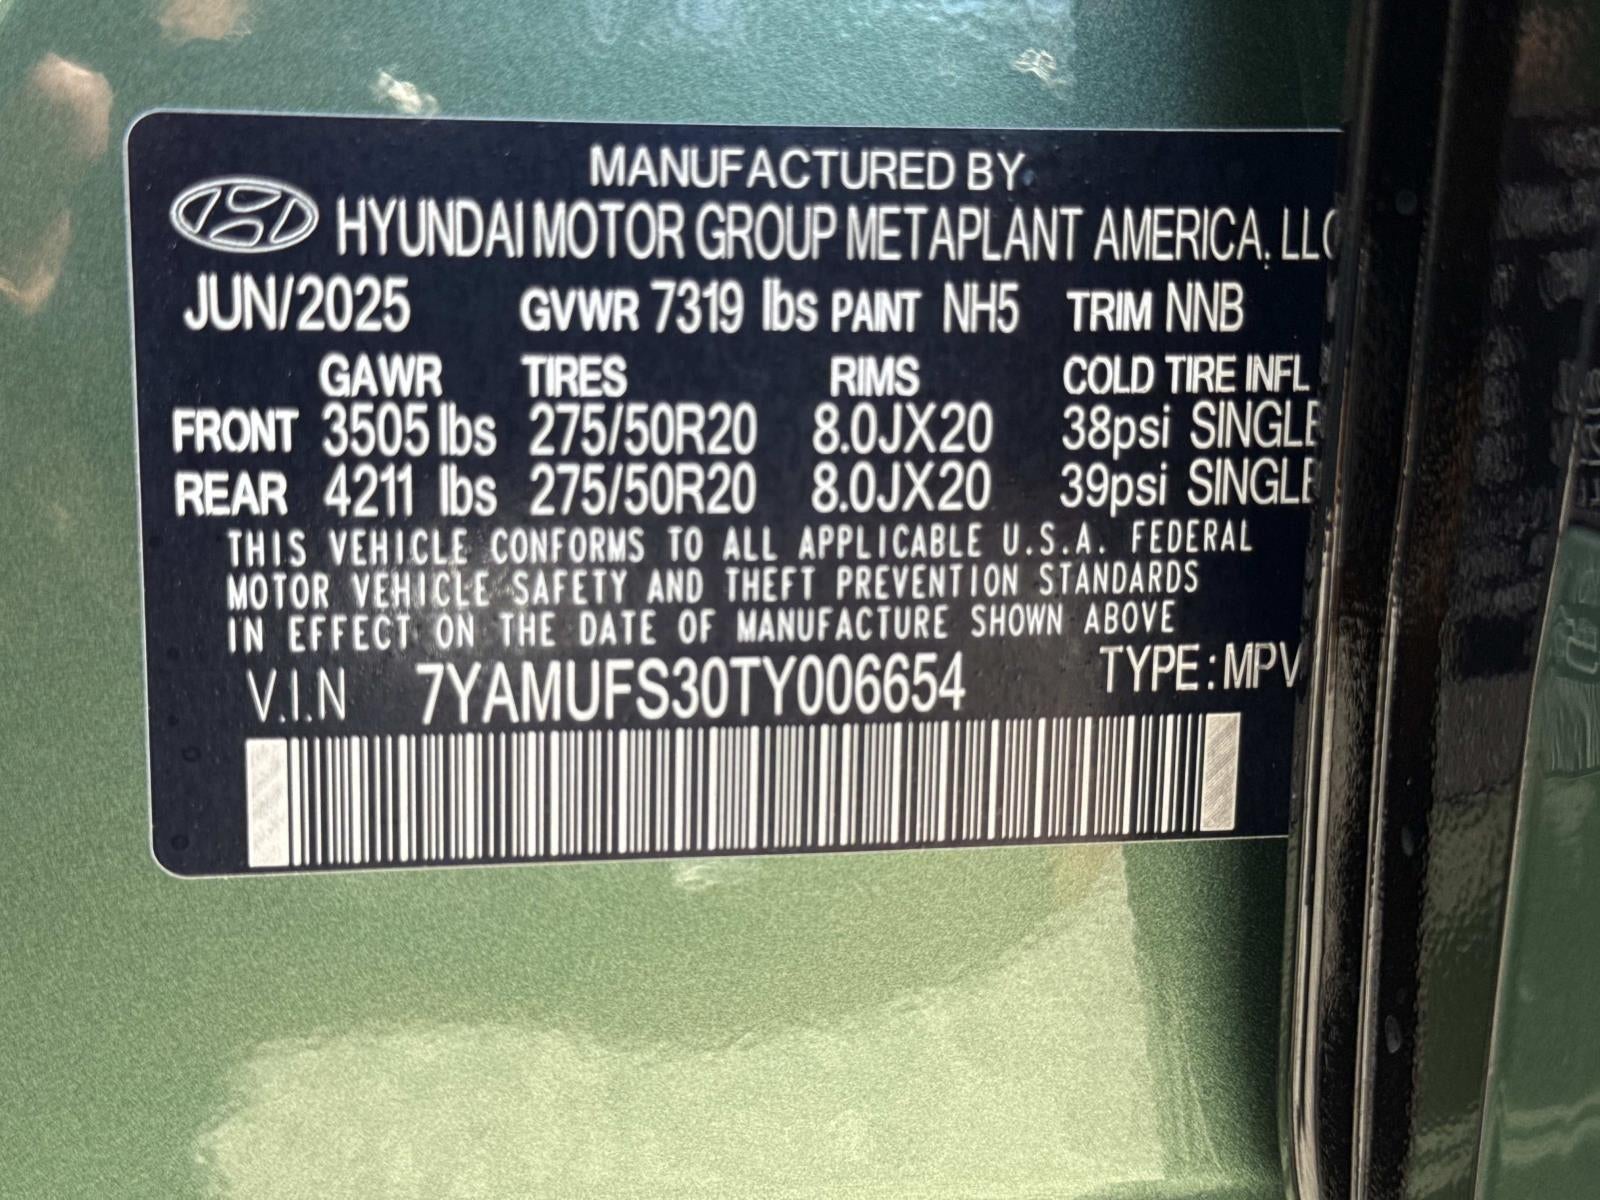 MANUFACTURED BY
HYUNDAI MOTOR GROUP METAPLANT AMERICA, LLC
JUN/2025 GVWR 7319 lbs PAINT NH5 TRIM NNB
GAWR TIRES RIMS COLD TIRE INFL
FRONT 3505 lbs 275/50R20 8.0JX20 38psi SINGLE
REAR 4211 lbs 275/50R20 8.0JX20 39psi SINGLE
THIS VEHICLE CONFORMS TO ALL APPLICABLE U.S.A. FEDERAL
MOTOR VEHICLE SAFETY AND THEFT PREVENTION STANDARDS
IN EFFECT ON THE DATE OF MANUFACTURE SHOWN ABOVE
V.I.N 7YAMUFS30TY006654 TYPE: MPV